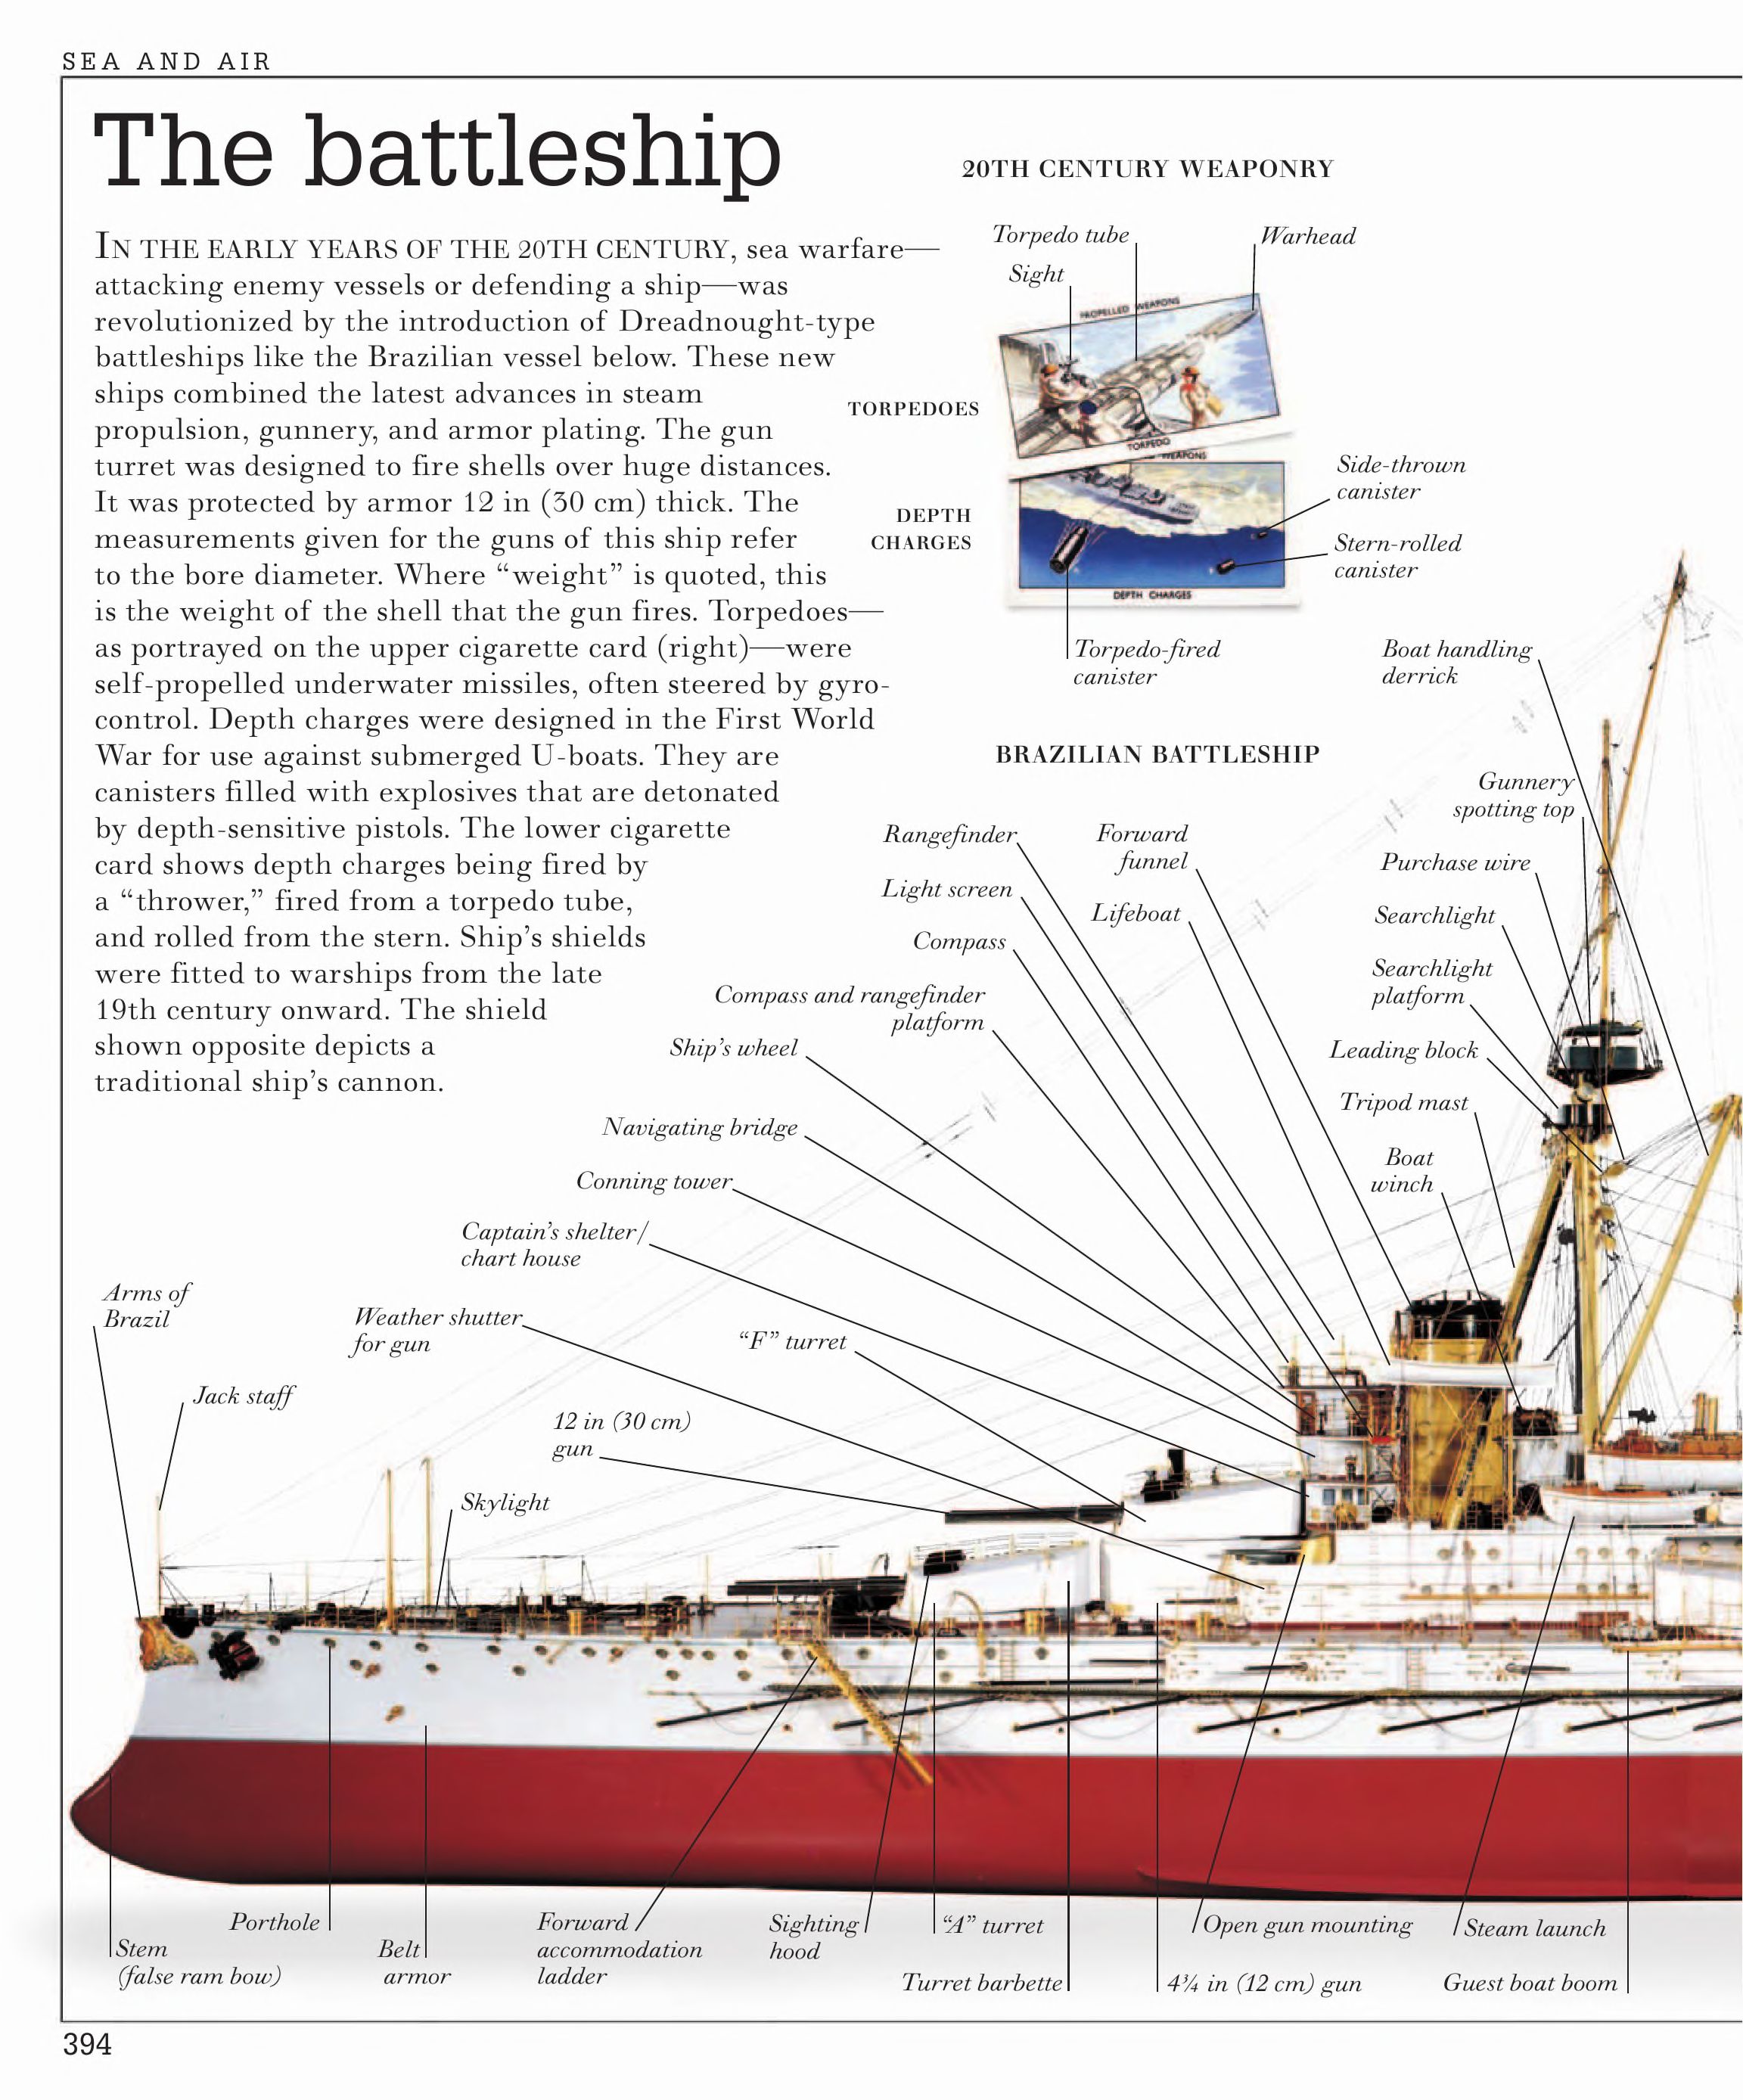 SEA AND AIR
The battleship
IN THE EARLY YEARS OF THE 20TH CENTURY, sea warfare—
attacking enemy vessels or defending a ship—was
revolutionized by the introduction of Dreadnought-type
battleships like the Brazilian vessel below. These new
ships combined the latest advances in steam
propulsion, gunnery, and armor plating. The gun
turret was designed to fire shells over huge distances.
It was protected by armor 12 in (30 cm) thick. The
measurements given for the guns of this ship refer
to the bore diameter. Where “weight” is quoted, this
is the weight of the shell that the gun fires. Torpedoes—
as portrayed on the upper cigarette card (right)—were
self-propelled underwater missiles, often steered by gyro-
control. Depth charges were designed in the First World
War for use against submerged U-boats. They are
canisters filled with explosives that are detonated
by depth-sensitive pistols. The lower cigarette
card shows depth charges being fired by
a “thrower,” fired from a torpedo tube,
and rolled from the stern. Ship’s shields
were fitted to warships from the late
19th century onward. The shield
shown opposite depicts a
traditional ship’s cannon.
20TH CENTURY WEAPONRY
Torpedo tube
Warhead
Sight
PROPELLED WEAPONS
TORPEDOES
TORPEDO
WEAPONS
Side-thrown
canister
DEPTH
CHARGES
Stern-rolled
canister
DEPTH CHARGES
Torpedo-fired
canister
Boat handling
derrick
BRAZILIAN BATTLESHIP
Gunnery
spotting top
Rangefinder
Forward
funnel
Purchase wire
Light screen
Lifeboat
Searchlight
Compass
Searchlight
platform
Compass and rangefinder
platform
Ship’s wheel
Leading block
Tripod mast
Navigating bridge
Boat
winch
Conning tower
Captain’s shelter/
chart house
Arms of
Brazil
Weather shutter
for gun
“F” turret
Jack staff
12 in (30 cm)
gun
Skylight
Porthole
Stem
(false ram bow)
Belt
armor
Forward
accommodation
ladder
Sighting
hood
“A” turret
Turret barbette
Open gun mounting
4¾ in (12 cm) gun
Steam launch
Guest boat boom
394